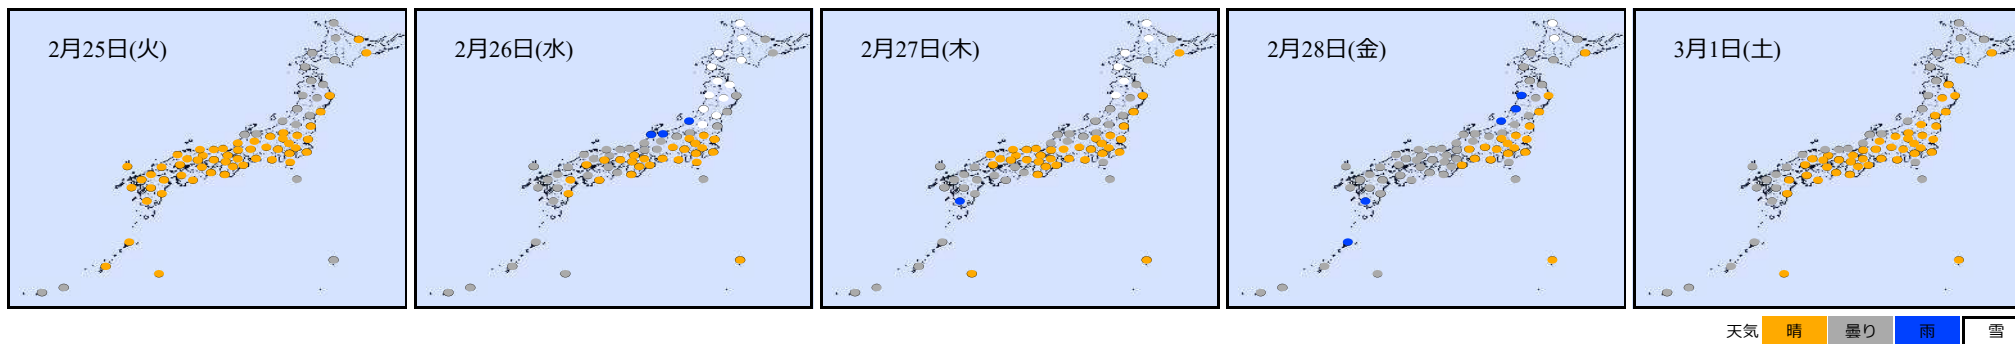 2月25日(火)
2月26日(水)
2月27日(木)
2月28日(金)
3月1日(土)
天気 晴 曇り 雨 雪